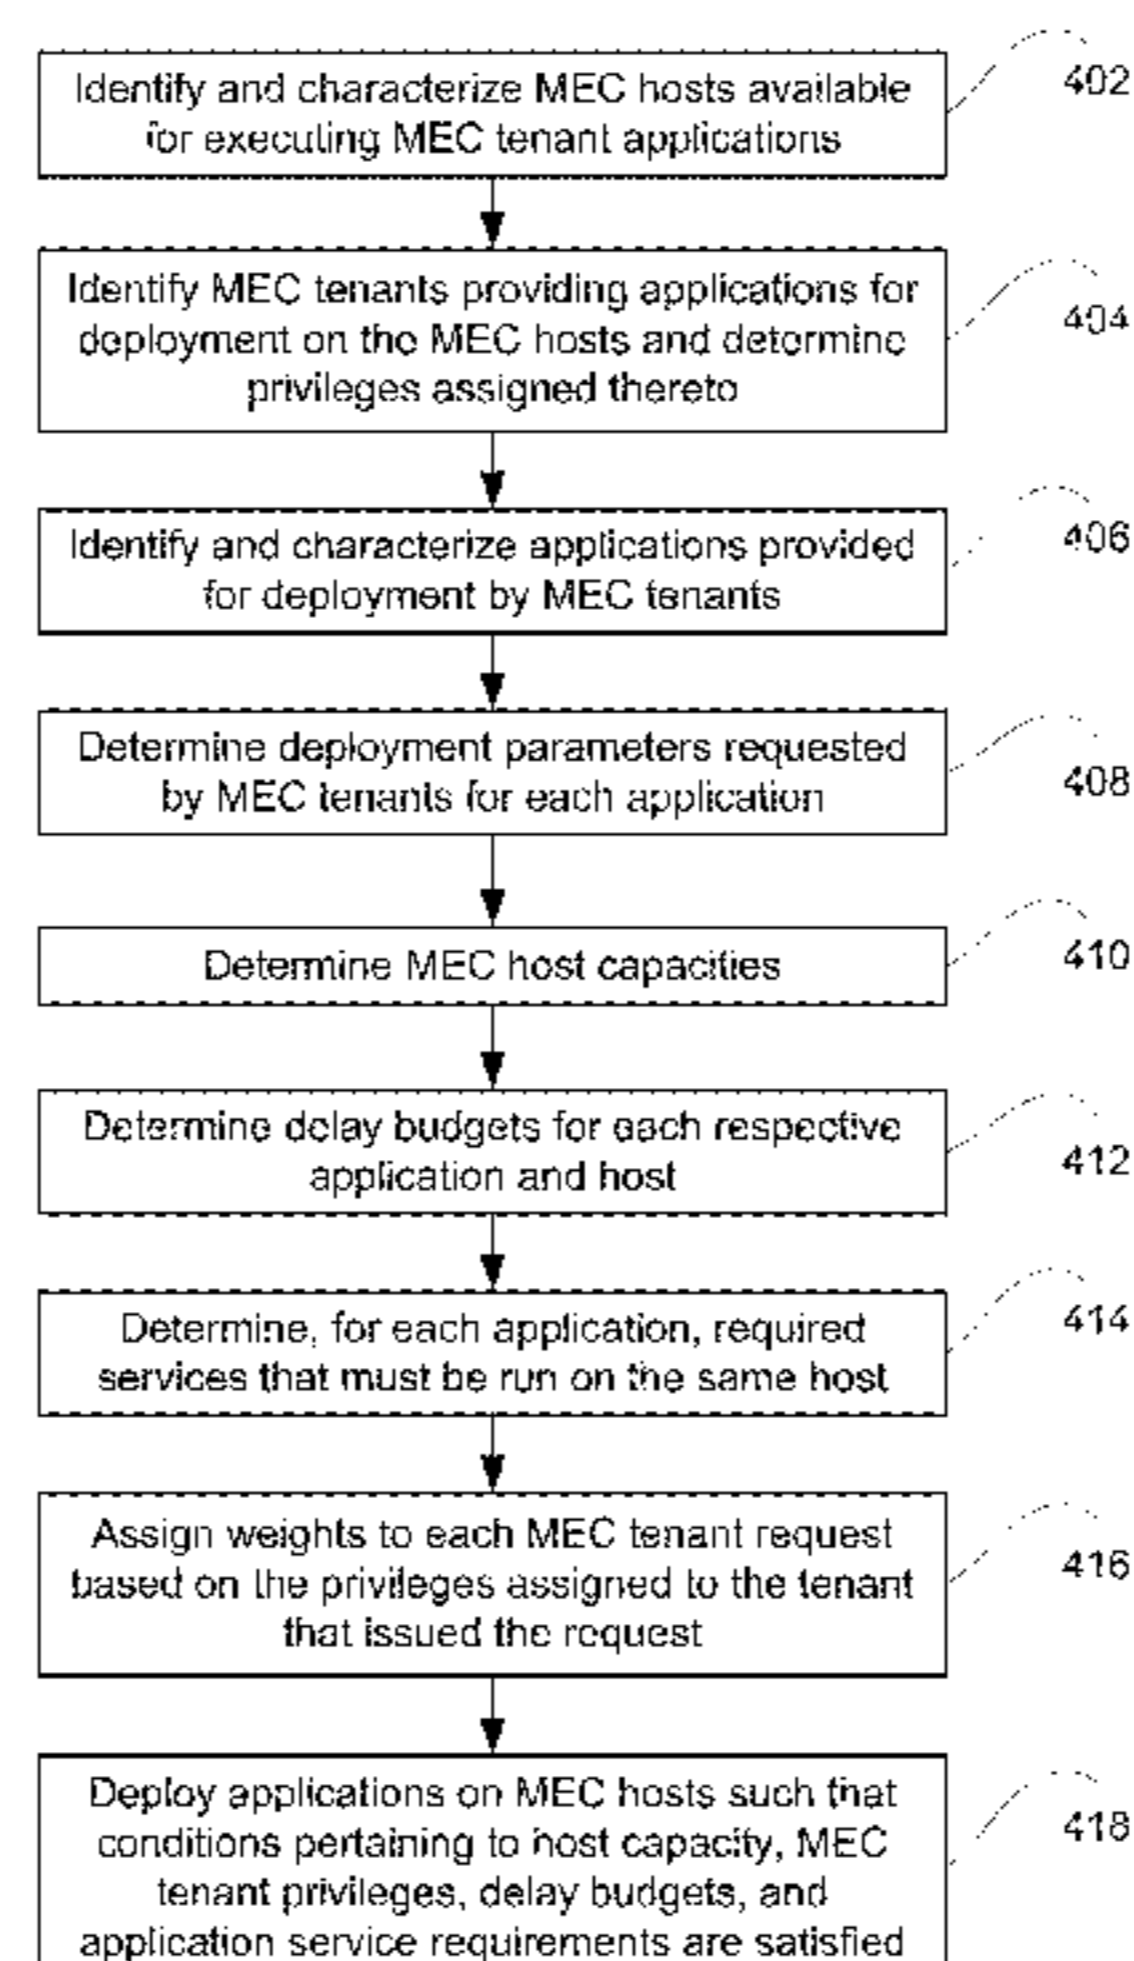 Identify and characterize MEC hosts available
for executing MEC tenant applications
402
Identify MEC tenants providing applications for
deployment on the MEC hosts and determine
privileges assigned thereto
404
Identify and characterize applications provided
for deployment by MEC tenants
406
Determine deployment parameters requested
by MEC tenants for each application
408
Determine MEC host capacities
410
Determine delay budgets for each respective
application and host
412
Determine, for each application, required
services that must be run on the same host
414
Assign weights to each MEC tenant request
based on the privileges assigned to the tenant
that issued the request
416
Deploy applications on MEC hosts such that
conditions pertaining to host capacity, MEC
tenant privileges, delay budgets, and
application service requirements are satisfied
418